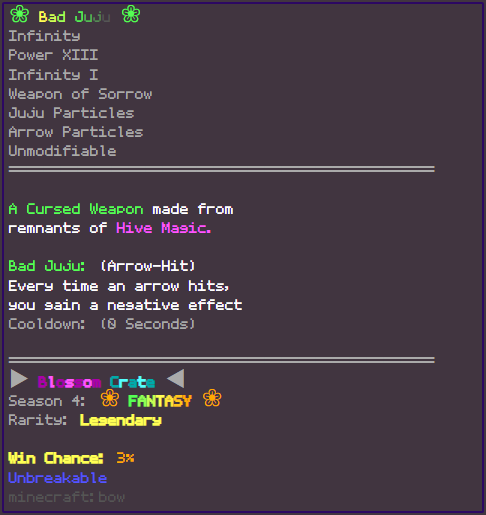 ❀ Bad Juju ❀
Infinity
Power XIII
Infinity I
Weapon of Sorrow
Juju Particles
Arrow Particles
Unmodifiable
A Cursed Weapon made from
remnants of Hive Magic.
Bad Juju: (Arrow-Hit)
Every time an arrow hits,
you gain a negative effect
Cooldown: (0 Seconds)
▶ Blossom Crate ◀
Season 4: ❀ FANTASY ❀
Rarity: Legendary
Win Chance: 3%
Unbreakable
minecraft:bow